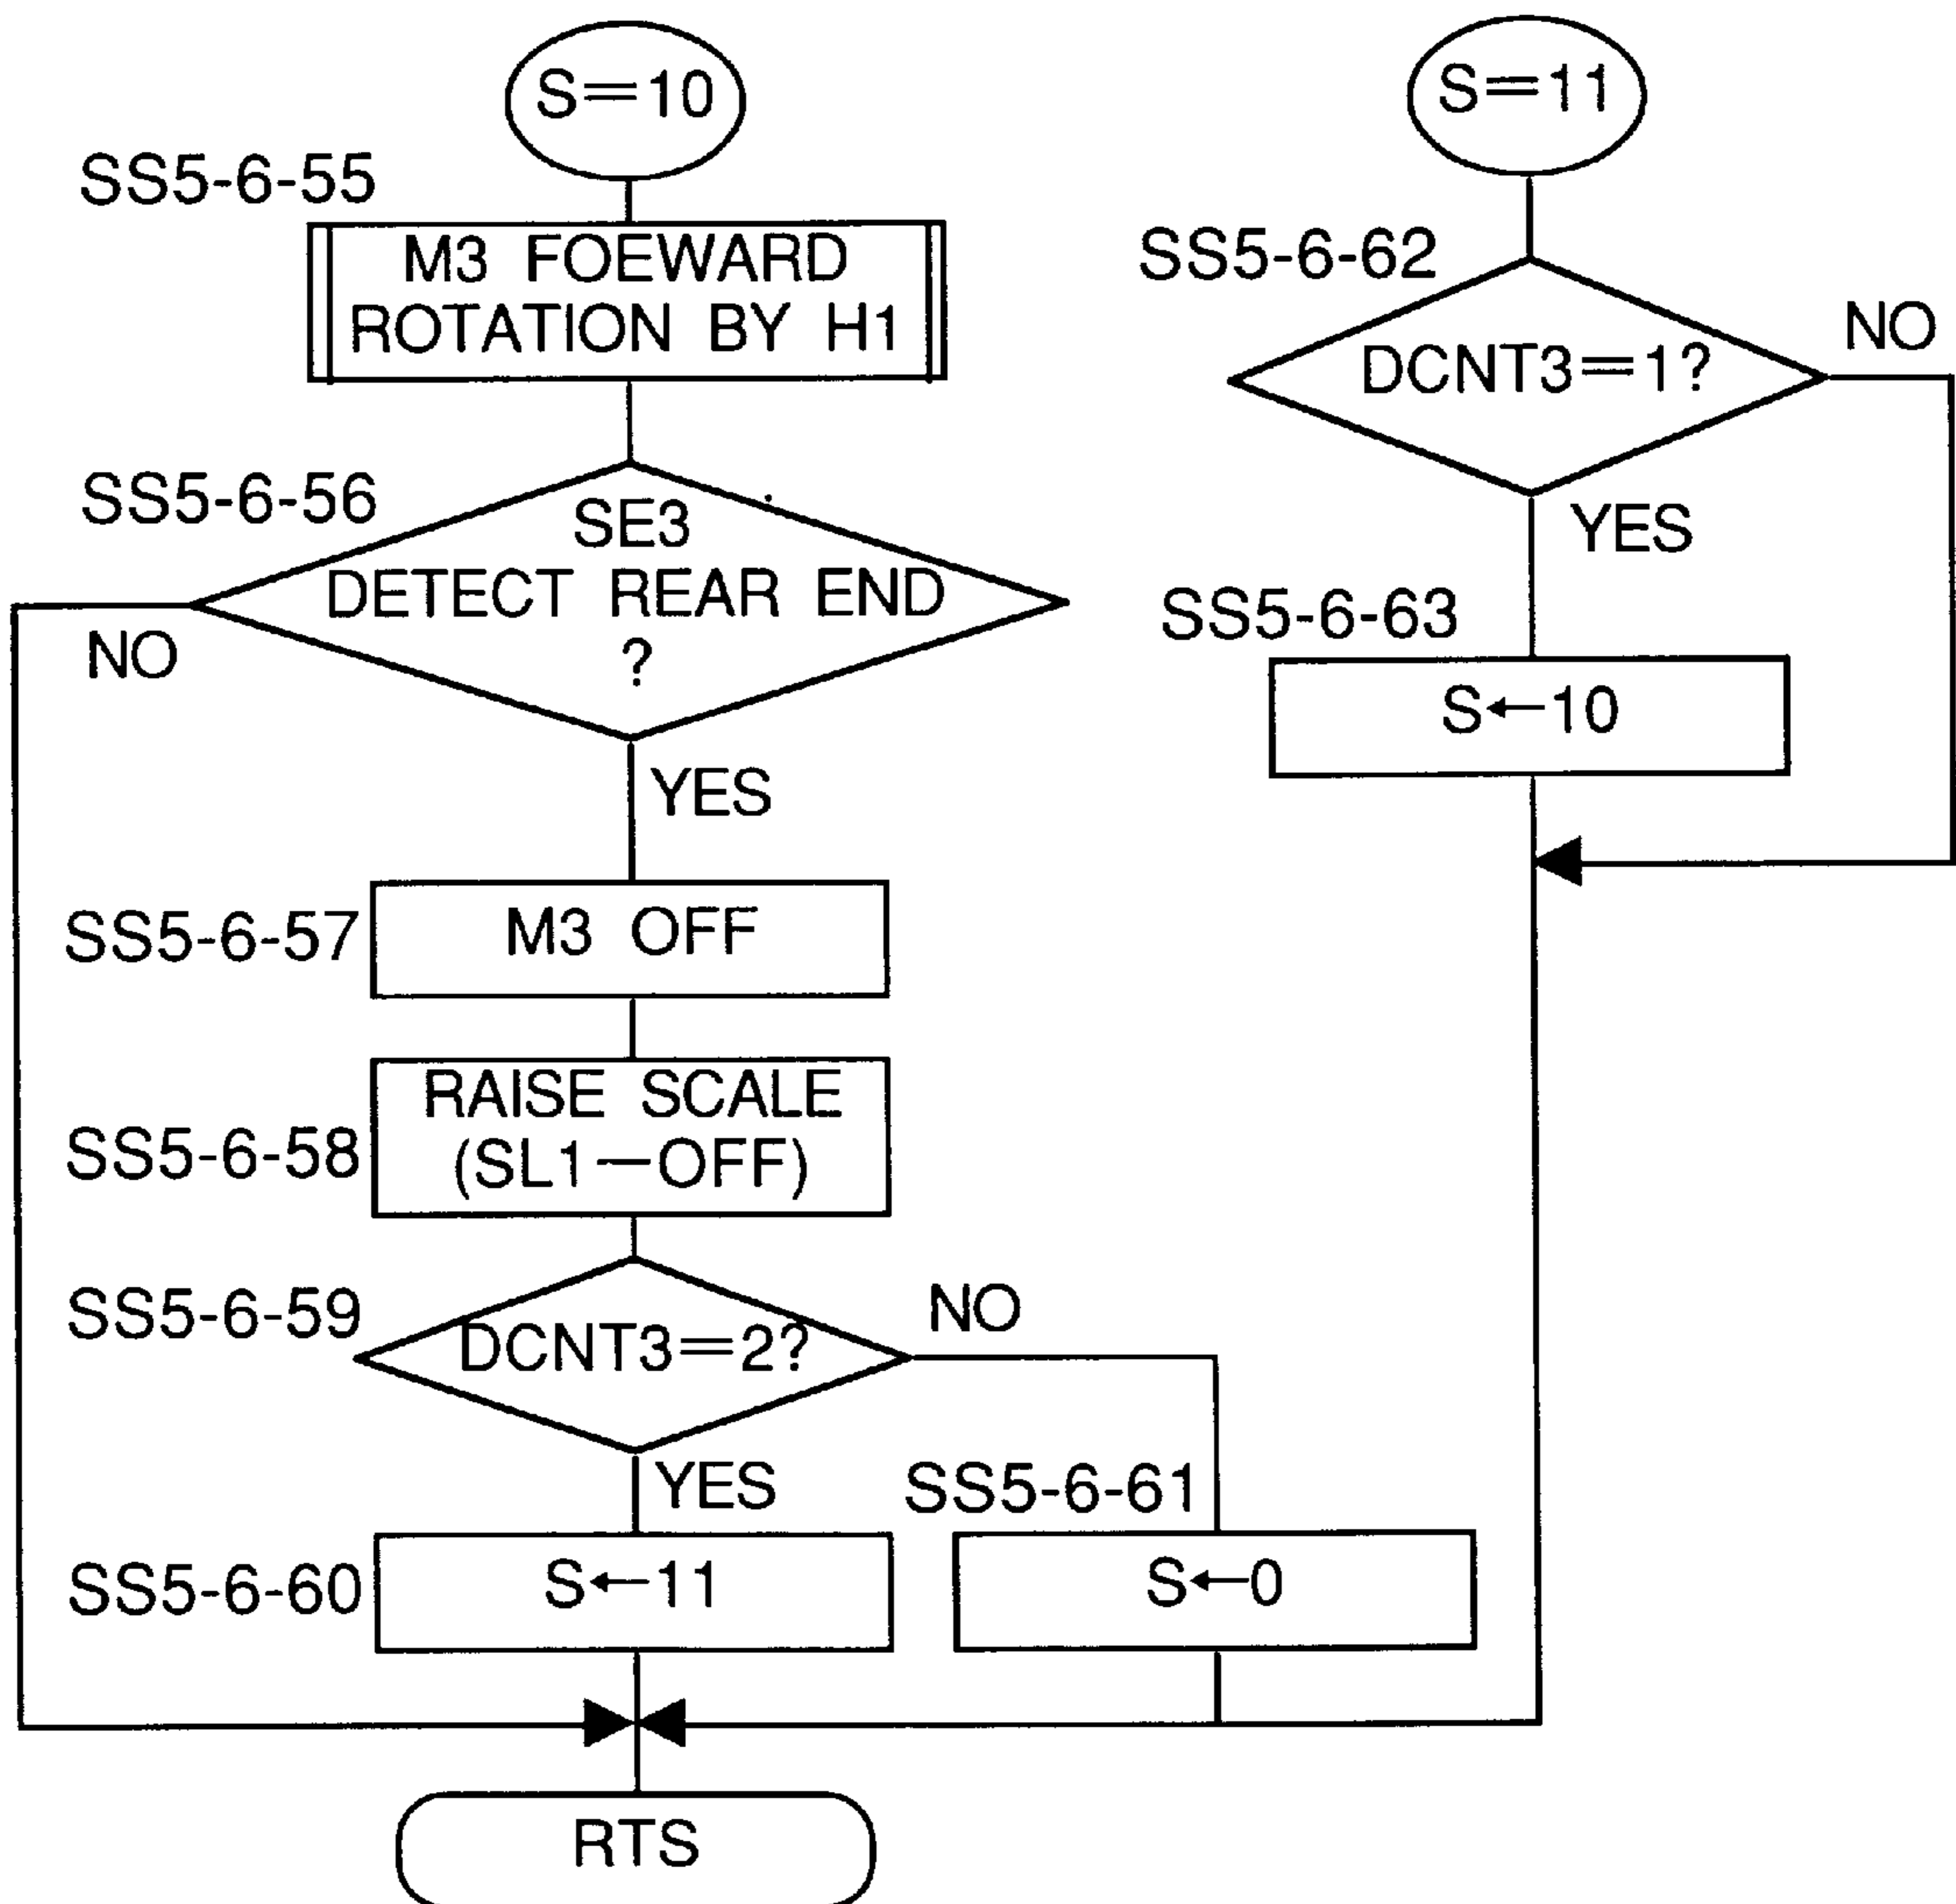 S=10
SS5-6-55
M3 FOEWARD
ROTATION BY H1
SS5-6-56
SE3
DETECT REAR END
?
NO
YES
SS5-6-57
M3 OFF
SS5-6-58
RAISE SCALE
(SL1—OFF)
SS5-6-59
DCNT3=2?
NO
YES
SS5-6-60
S←11
SS5-6-61
S←0
RTS
S=11
SS5-6-62
DCNT3=1?
NO
YES
SS5-6-63
S←10